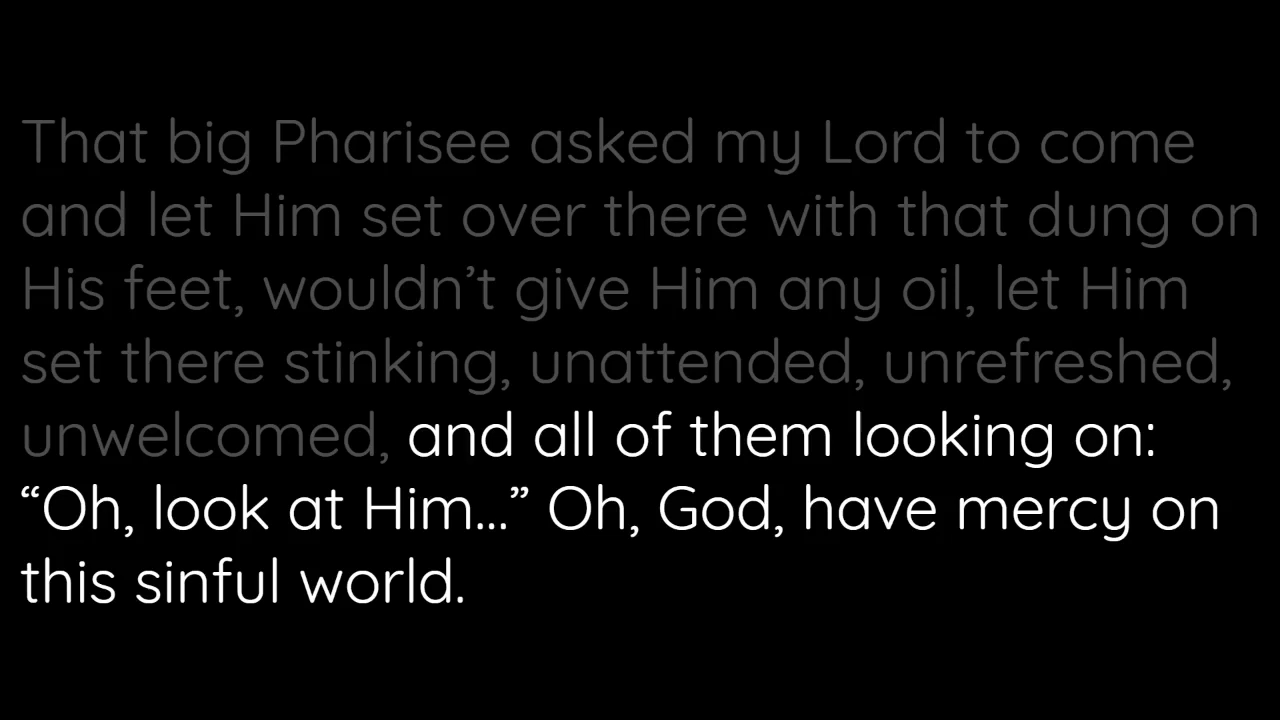 That big Pharisee asked my Lord to come
and let Him set over there with that dung on
His feet, wouldn’t give Him any oil, let Him
set there stinking, unattended, unrefreshed,
unwelcomed, and all of them looking on:
“Oh, look at Him...” Oh, God, have mercy on
this sinful world.